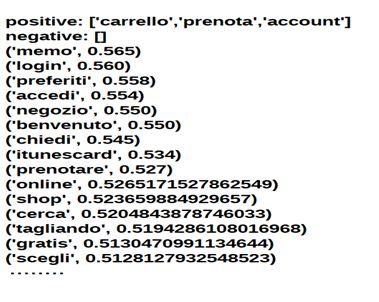 positive: ['carrello','prenota','account']
negative: []
('memo', 0.565)
('login', 0.560)
('preferiti', 0.558)
('accedi', 0.554)
('negozio', 0.550)
('benvenuto', 0.550)
('chiedi', 0.545)
('itunescard', 0.534)
('prenotare', 0.527)
('online', 0.5265171527862549)
('shop', 0.523659884929657)
('cerca', 0.5204843878746033)
('tagliando', 0.5194286108016968)
('gratis', 0.5130470991134644)
('scegli', 0.5128127932548523)
........